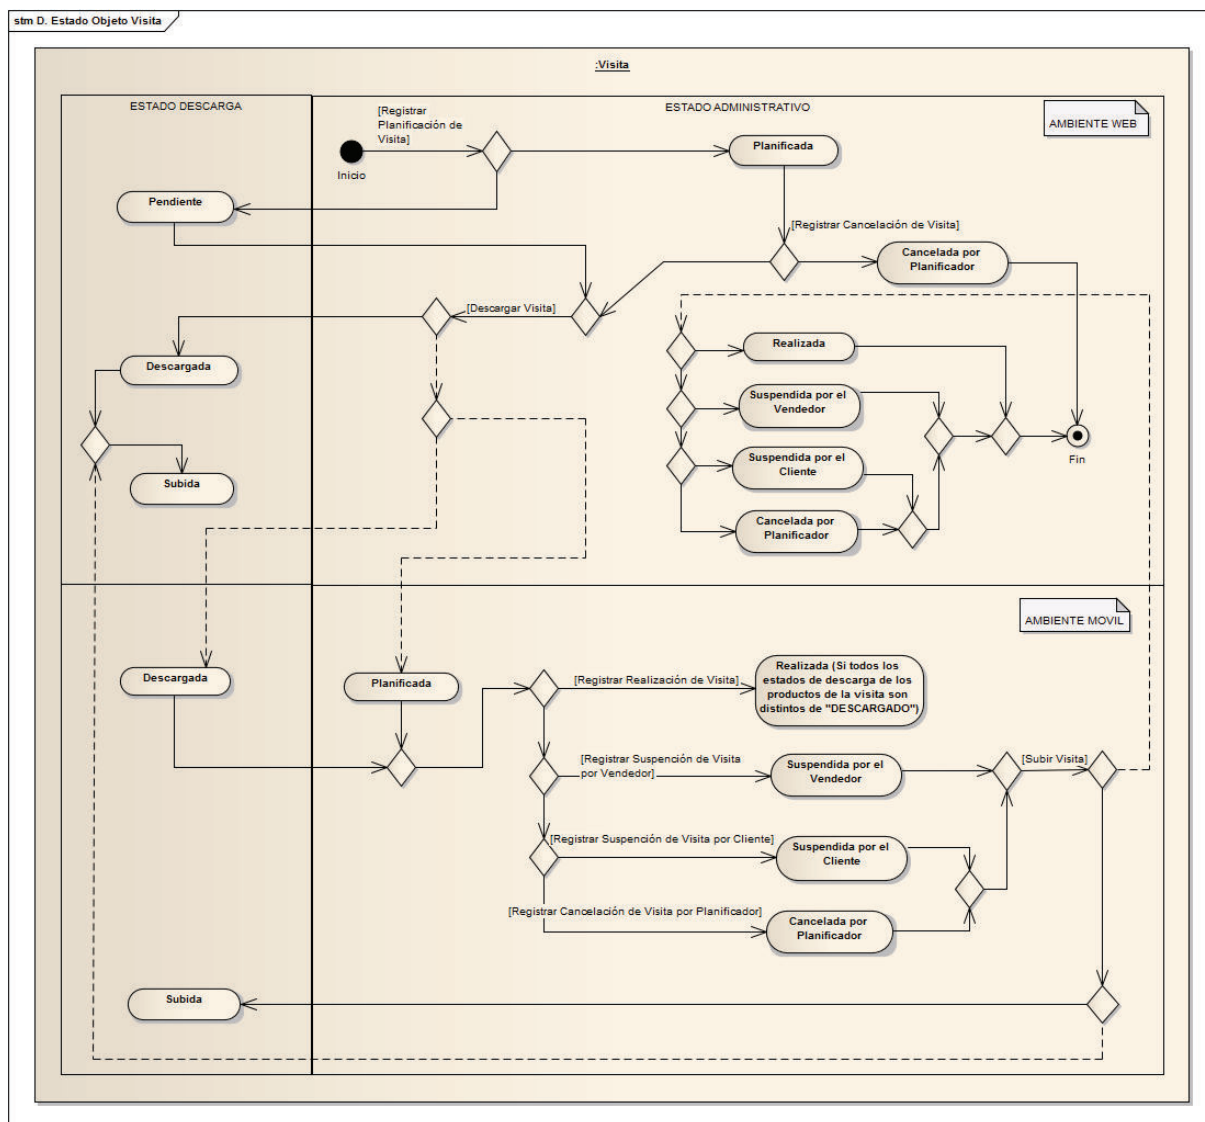 stm D. Estado Objeto Visita
:Visita
ESTADO DESCARGA
ESTADO ADMINISTRATIVO
AMBIENTE WEB
[Registrar
Planificación de
Visita]
Inicio
Planificada
Pendiente
[Registrar Cancelación de Visita]
Cancelada por
Planificador
[Descargar Visita]
Descargada
Realizada
Suspendida por el
Vendedor
Suspendida por el
Cliente
Cancelada por
Planificador
Fin
Subida
AMBIENTE MOVIL
Descargada
Planificada
[Registrar Realización de Visita]
Realizada (Si todos los
estados de descarga de los
productos de la visita son
distintos de "DESCARGADO")
[Registrar Suspención de Visita
por Vendedor]
Suspendida por el
Vendedor
[Subir Visita]
[Registrar Suspención de Visita por Cliente]
Suspendida por el
Cliente
[Registrar Cancelación de Visita por Planificador]
Cancelada por
Planificador
Subida